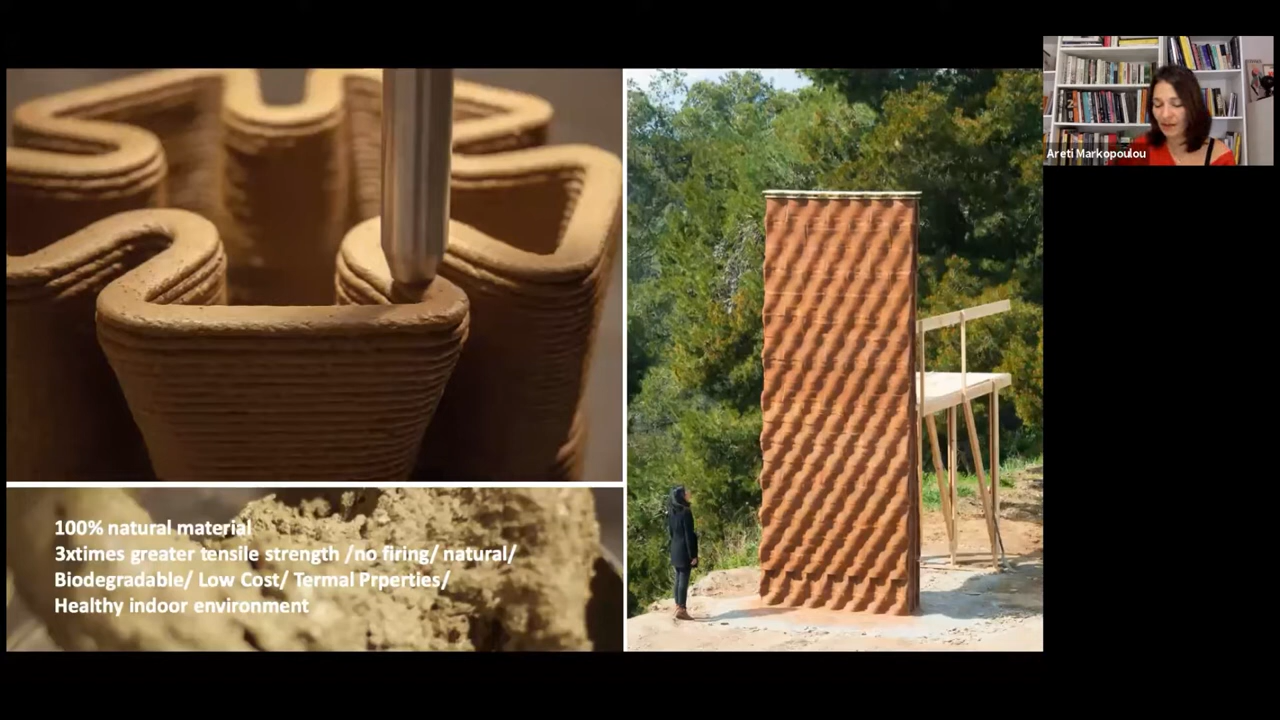 100% natural material
3xtimes greater tensile strength /no firing/ natural/
Biodegradable/ Low Cost/ Termal Prperties/
Healthy indoor environment
Areti Markopoulou